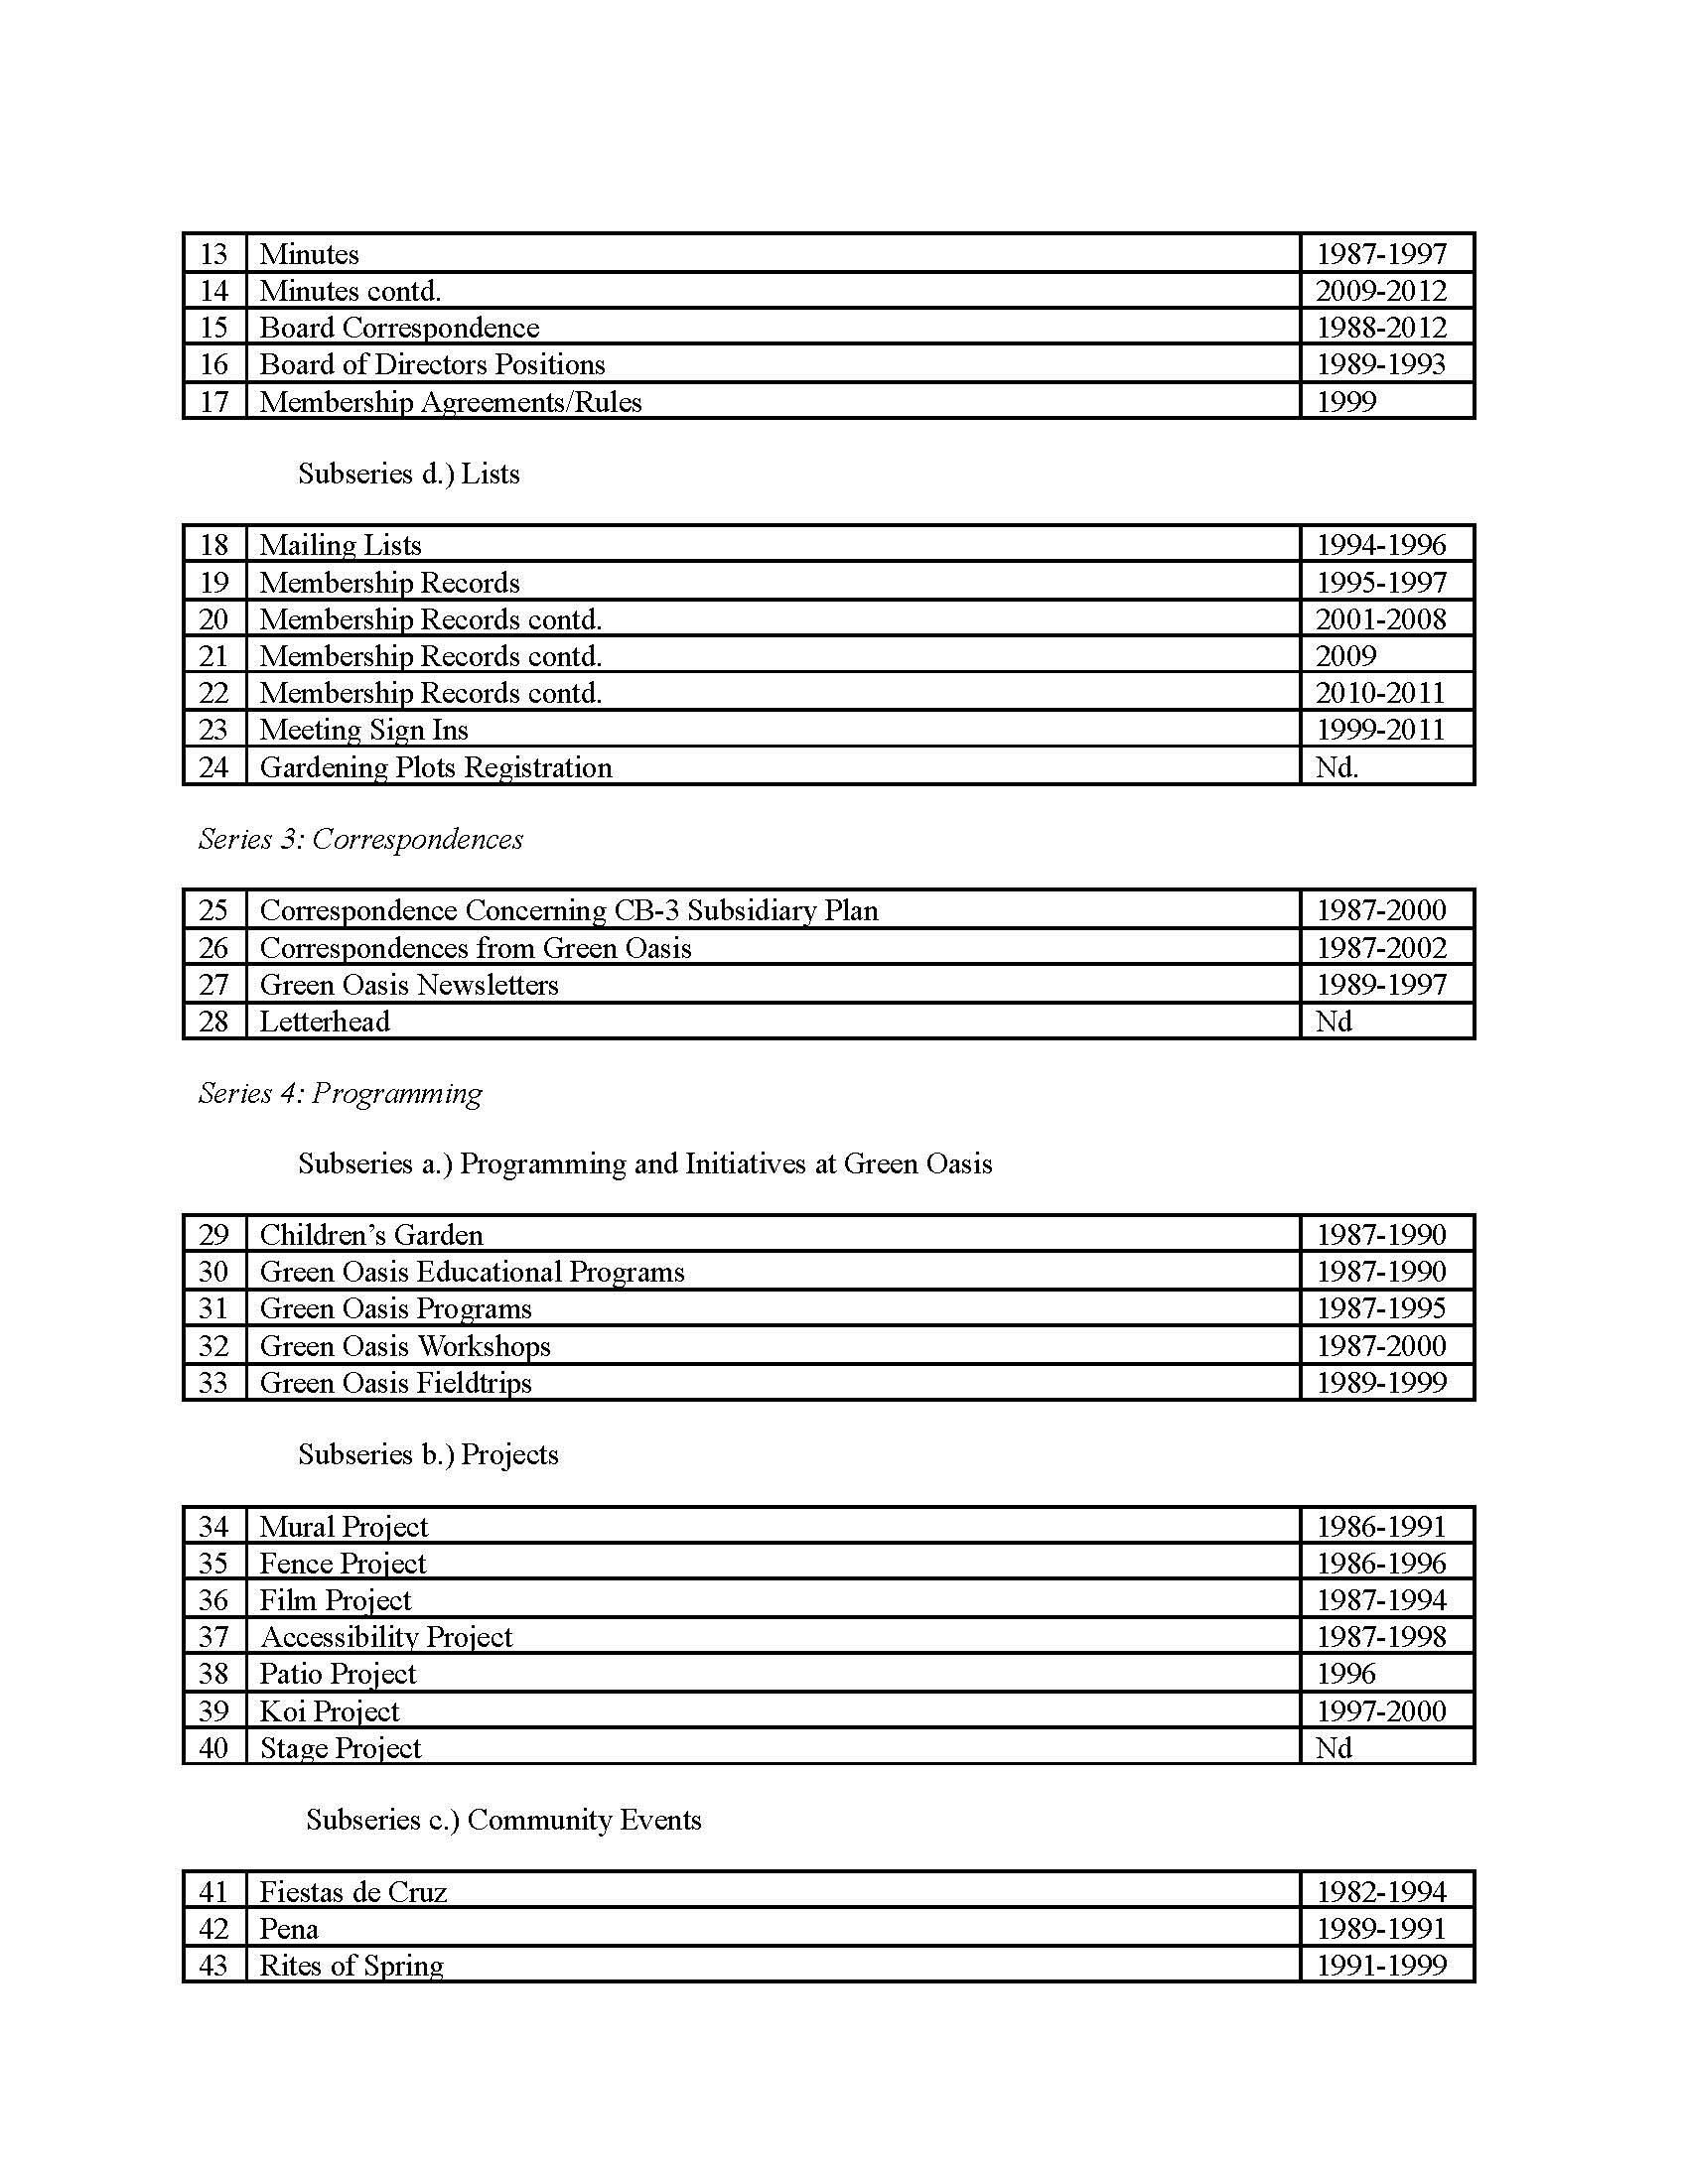 13 Minutes 1987-1997
14 Minutes contd. 2009-2012
15 Board Correspondence 1988-2012
16 Board of Directors Positions 1989-1993
17 Membership Agreements/Rules 1999
Subseries d.) Lists
18 Mailing Lists 1994-1996
19 Membership Records 1995-1997
20 Membership Records contd. 2001-2008
21 Membership Records contd. 2009
22 Membership Records contd. 2010-2011
23 Meeting Sign Ins 1999-2011
24 Gardening Plots Registration Nd.
Series 3: Correspondences
25 Correspondence Concerning CB-3 Subsidiary Plan 1987-2000
26 Correspondences from Green Oasis 1987-2002
27 Green Oasis Newsletters 1989-1997
28 Letterhead Nd
Series 4: Programming
Subseries a.) Programming and Initiatives at Green Oasis
29 Children’s Garden 1987-1990
30 Green Oasis Educational Programs 1987-1990
31 Green Oasis Programs 1987-1995
32 Green Oasis Workshops 1987-2000
33 Green Oasis Fieldtrips 1989-1999
Subseries b.) Projects
34 Mural Project 1986-1991
35 Fence Project 1986-1996
36 Film Project 1987-1994
37 Accessibility Project 1987-1998
38 Patio Project 1996
39 Koi Project 1997-2000
40 Stage Project Nd
Subseries c.) Community Events
41 Fiestas de Cruz 1982-1994
42 Pena 1989-1991
43 Rites of Spring 1991-1999